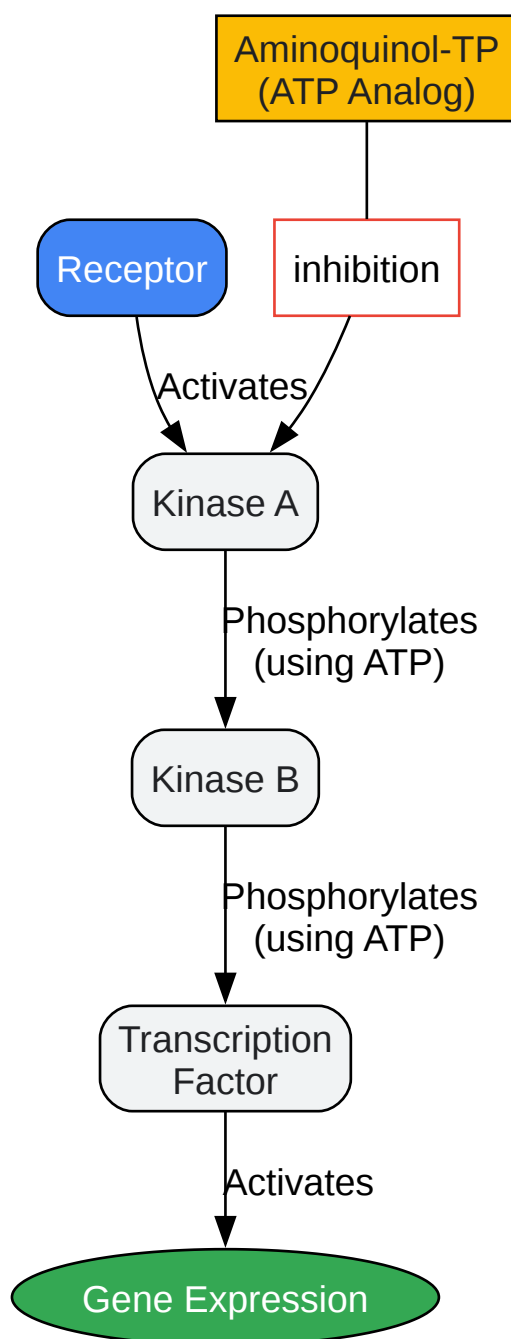 Aminoquinol-TP
(ATP Analog)
Receptor
inhibition
Activates
Kinase A
Phosphorylates
(using ATP)
Kinase B
Phosphorylates
(using ATP)
Transcription
Factor
Activates
Gene Expression